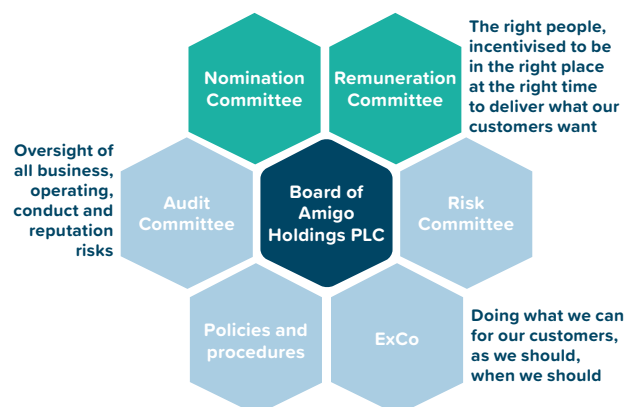 The right people,
incentivised to be
in the right place
at the right time
to deliver what our
customers want
Nomination
Committee
Remuneration
Committee
Oversight of
all business,
operating,
conduct and
reputation
risks
Audit
Committee
Board of
Amigo
Holdings PLC
Risk
Committee
Policies and
procedures
ExCo
Doing what we can
for our customers,
as we should,
when we should